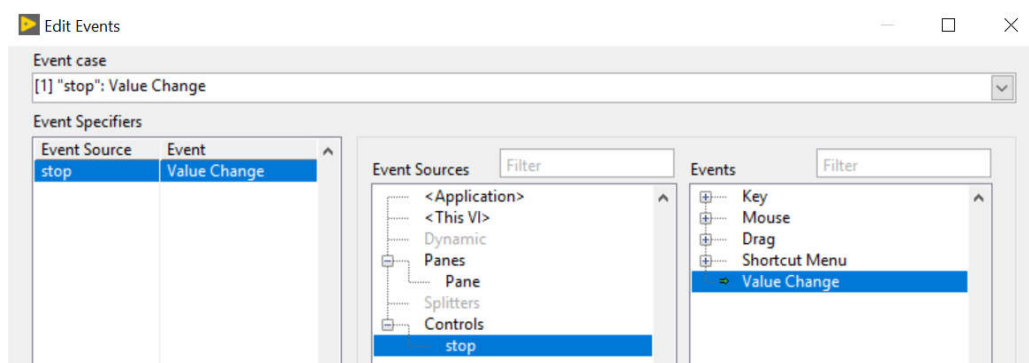 Edit Events
Event case
[1] "stop": Value Change
Event Specifiers
Event Source Event
stop Value Change
Event Sources Filter
<Application>
<This VI>
Dynamic
Panes
Pane
Splitters
Controls
stop
Events Filter
Key
Mouse
Drag
Shortcut Menu
Value Change